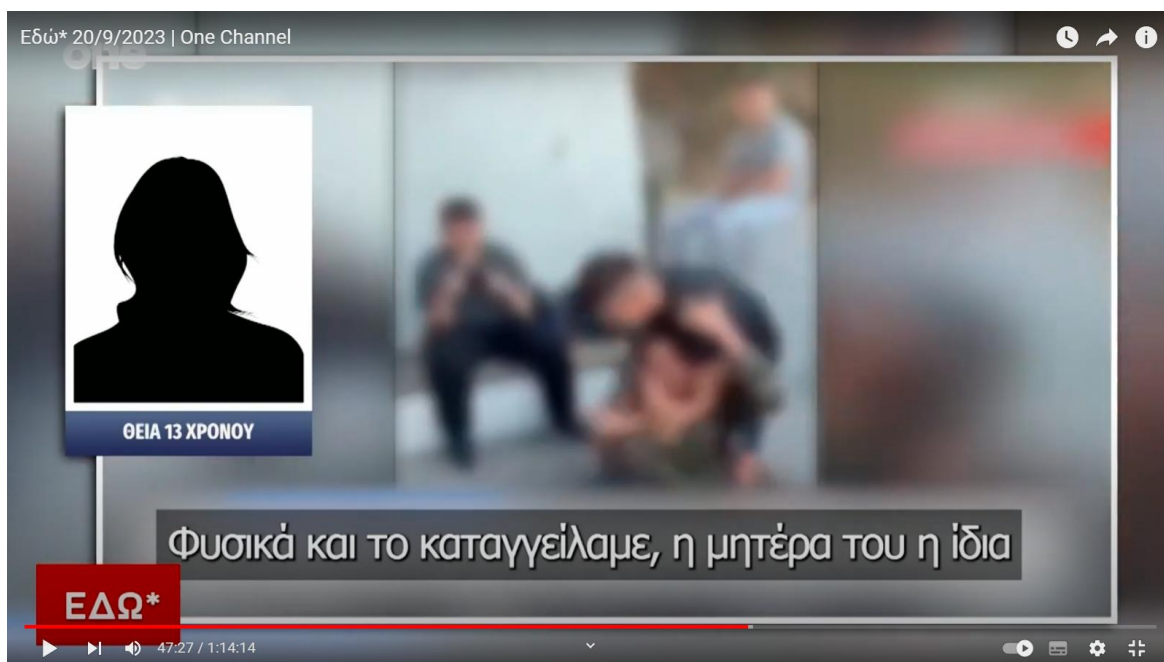 Εδώ* 20/9/2023 | One Channel
one
ΘΕΙΑ 13 ΧΡΟΝΟΥ
Φυσικά και το καταγγείλαμε, η μητέρα του η ίδια
ΕΔΩ*
47:27 / 1:14:14